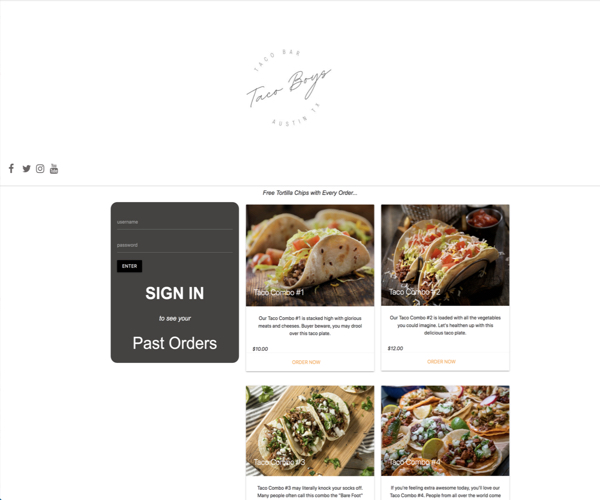 TACO BAR
Taco Boys
AUSTIN TX
Free Tortilla Chips with Every Order...
username
password
ENTER
SIGN IN
to see your
Past Orders
Taco Combo #1
Our Taco Combo #1 is stacked high with glorious
meats and cheeses. Buyer beware, you may drool
over this taco plate.
$10.00
ORDER NOW
Taco Combo #2
Our Taco Combo #2 is loaded with all the vegetables
you could imagine. Let's healthen up with this
delicious taco plate.
$12.00
ORDER NOW
Taco Combo #3
Taco Combo #3 may literally knock your socks off.
Many people often call this combo the "Bare Foot"
Taco Combo #4
If you're feeling extra awesome today, you'll love our
Taco Combo #4. People from all over the world come